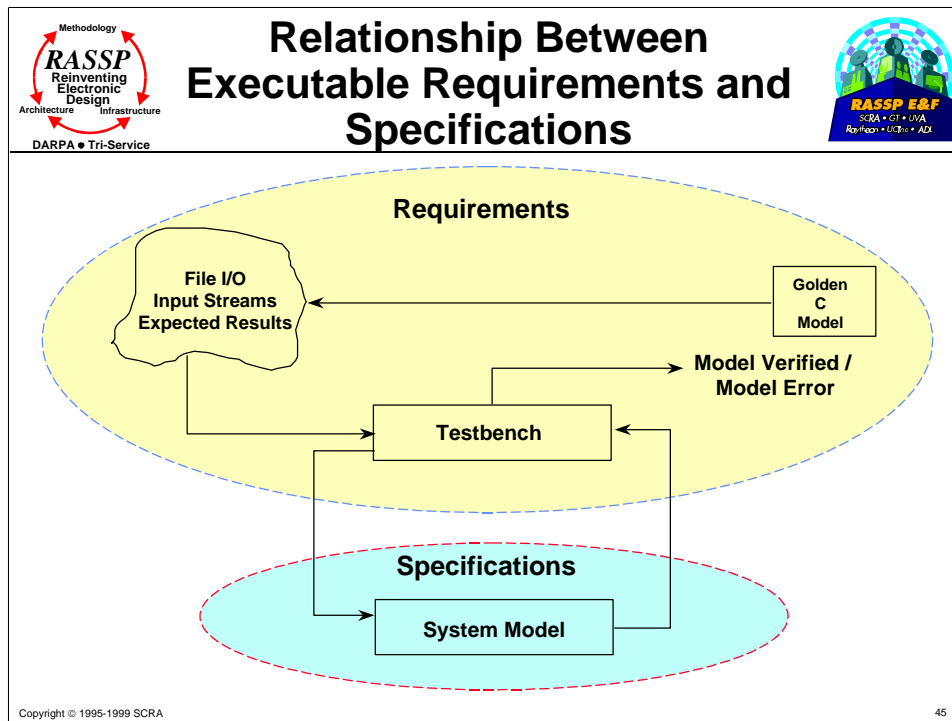 Methodology
RASSP
Reinventing
Electronic
Design
Architecture
Infrastructure
DARPA ● Tri-Service
Relationship Between
Executable Requirements and
Specifications
RASSP E&F
SCRA • GT • UVA
Raytheon • UCinc • ADL
Requirements
File I/O
Input Streams
Expected Results
Golden
C
Model
Model Verified /
Model Error
Testbench
Specifications
System Model
Copyright © 1995-1999 SCRA
45